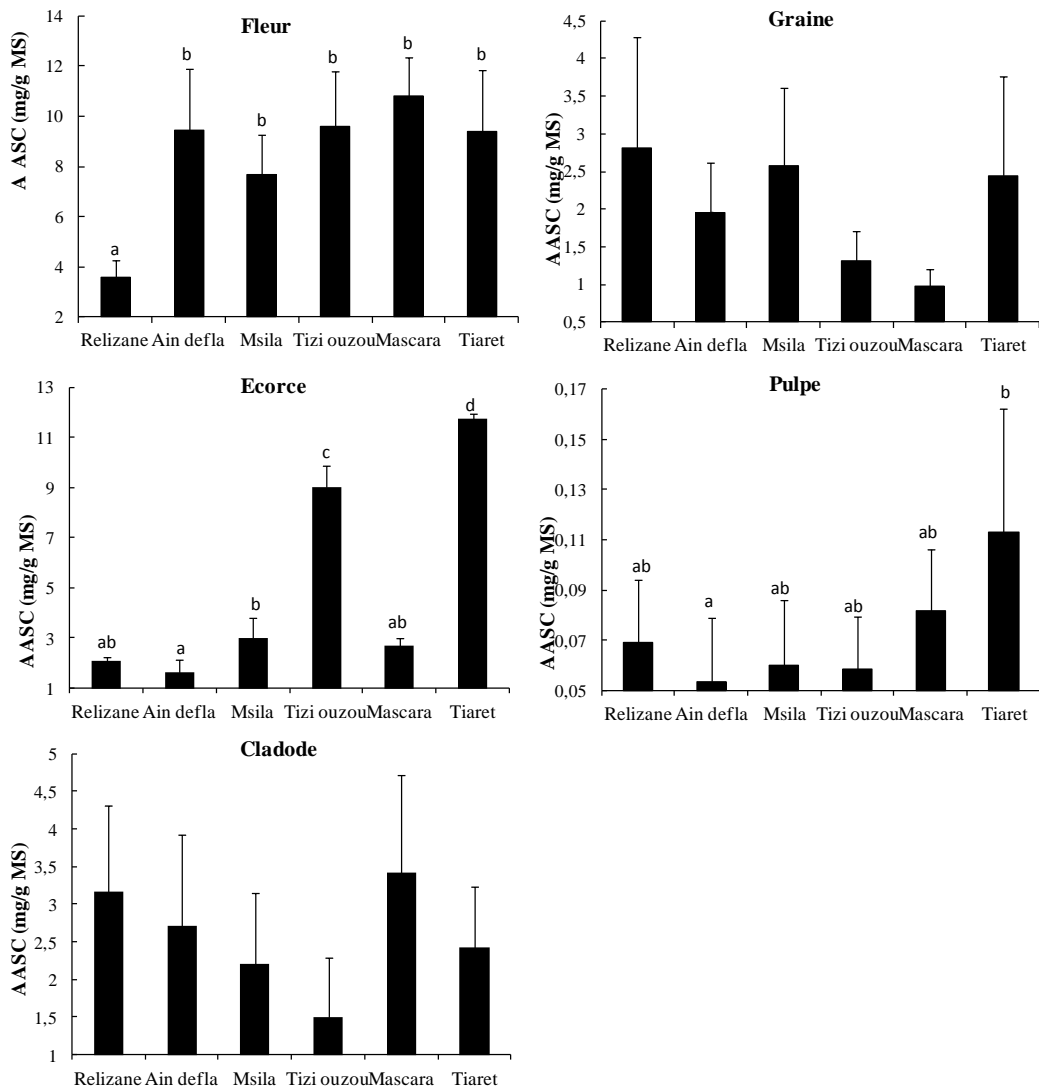 Fleur
A ASC (mg/g MS)
14
12
10
8
6
4
2
a
b
b
b
b
b
Relizane Ain defla Msila Tizi ouzou Mascara Tiaret
Graine
AASC (mg/g MS)
4,5
4
3,5
3
2,5
2
1,5
1
0,5
Relizane Ain defla Msila Tizi ouzou Mascara Tiaret
Ecorce
AASC (mg/g MS)
13
11
9
7
5
3
1
ab
a
b
c
ab
d
Relizane Ain defla Msila Tizi ouzou Mascara Tiaret
Pulpe
AASC (mg/g MS)
0,17
0,15
0,13
0,11
0,09
0,07
0,05
ab
a
ab
ab
ab
b
Relizane Ain defla Msila Tizi ouzou Mascara Tiaret
Cladode
AASC (mg/g MS)
5
4,5
4
3,5
3
2,5
2
1,5
1
Relizane Ain defla Msila Tizi ouzou Mascara Tiaret